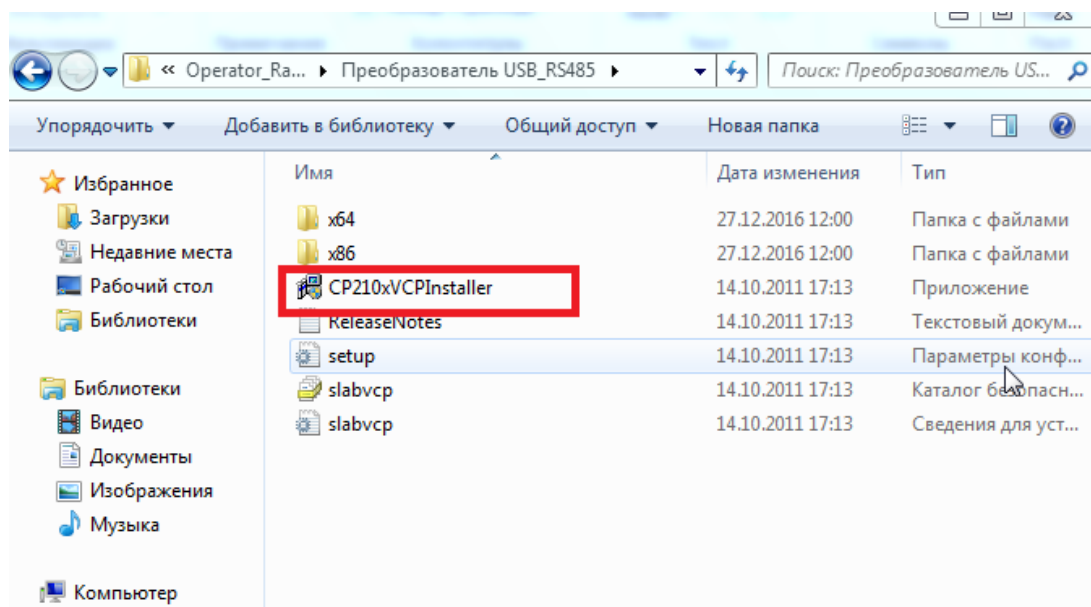 « Operator_Ra... Преобразователь USB_RS485
Поиск: Преобразователь US...
Упорядочить Добавить в библиотеку Общий доступ Новая папка
Избранное
Загрузки
Недавние места
Рабочий стол
Библиотеки
Библиотеки
Видео
Документы
Изображения
Музыка
Компьютер
Имя Дата изменения Тип
x64 27.12.2016 12:00 Папка с файлами
x86 27.12.2016 12:00 Папка с файлами
CP210xVCPInstaller 14.10.2011 17:13 Приложение
ReleaseNotes 14.10.2011 17:13 Текстовый докум...
setup 14.10.2011 17:13 Параметры конф...
slabvcp 14.10.2011 17:13 Каталог безопасн...
slabvcp 14.10.2011 17:13 Сведения для уст...